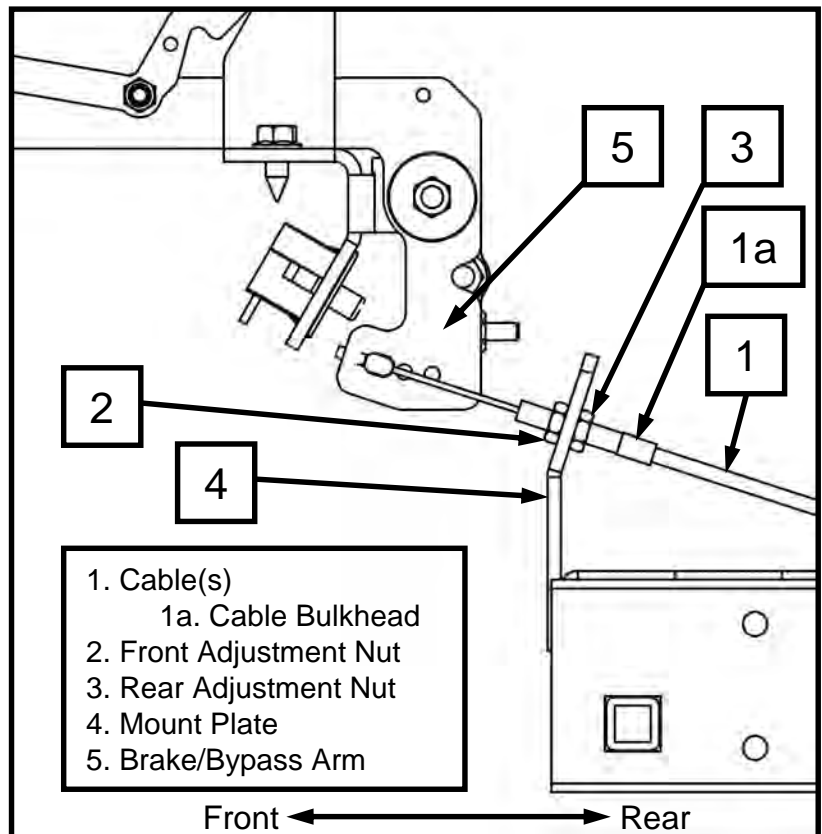 5
3
1a
1
2
4
1. Cable(s)
1a. Cable Bulkhead
2. Front Adjustment Nut
3. Rear Adjustment Nut
4. Mount Plate
5. Brake/Bypass Arm
Front Rear